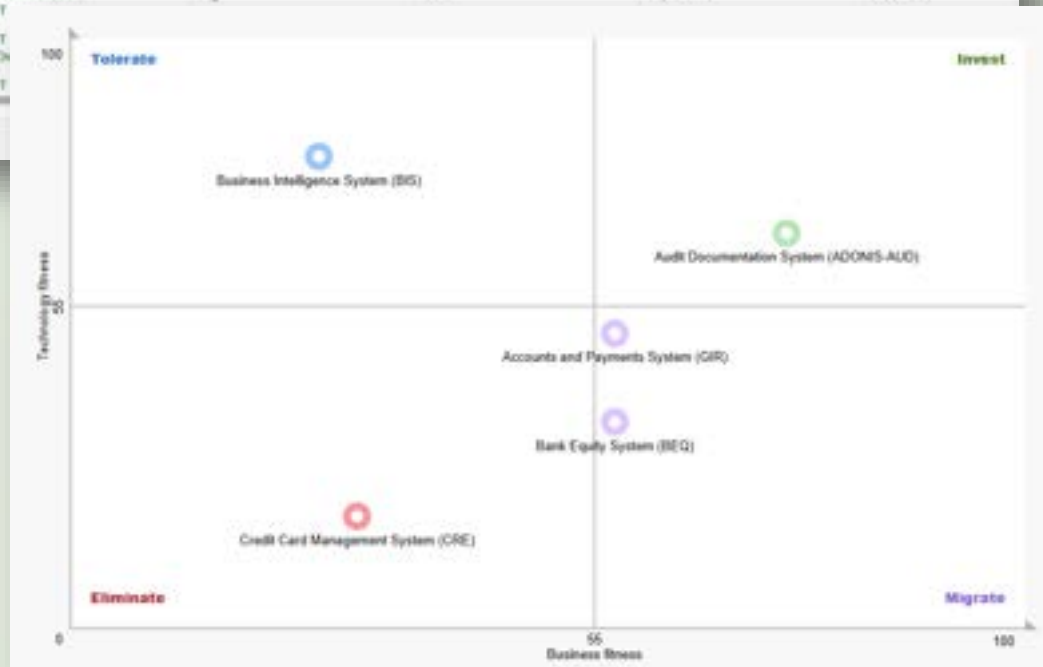 100
Tolerate
Invest
Business Intelligence System (BIS)
Audit Documentation System (ADONIS-AUD)
Technology fitness
55
Accounts and Payments System (GIR)
Bank Equity System (BEQ)
Credit Card Management System (CRE)
Eliminate
Migrate
0
55
100
Business fitness